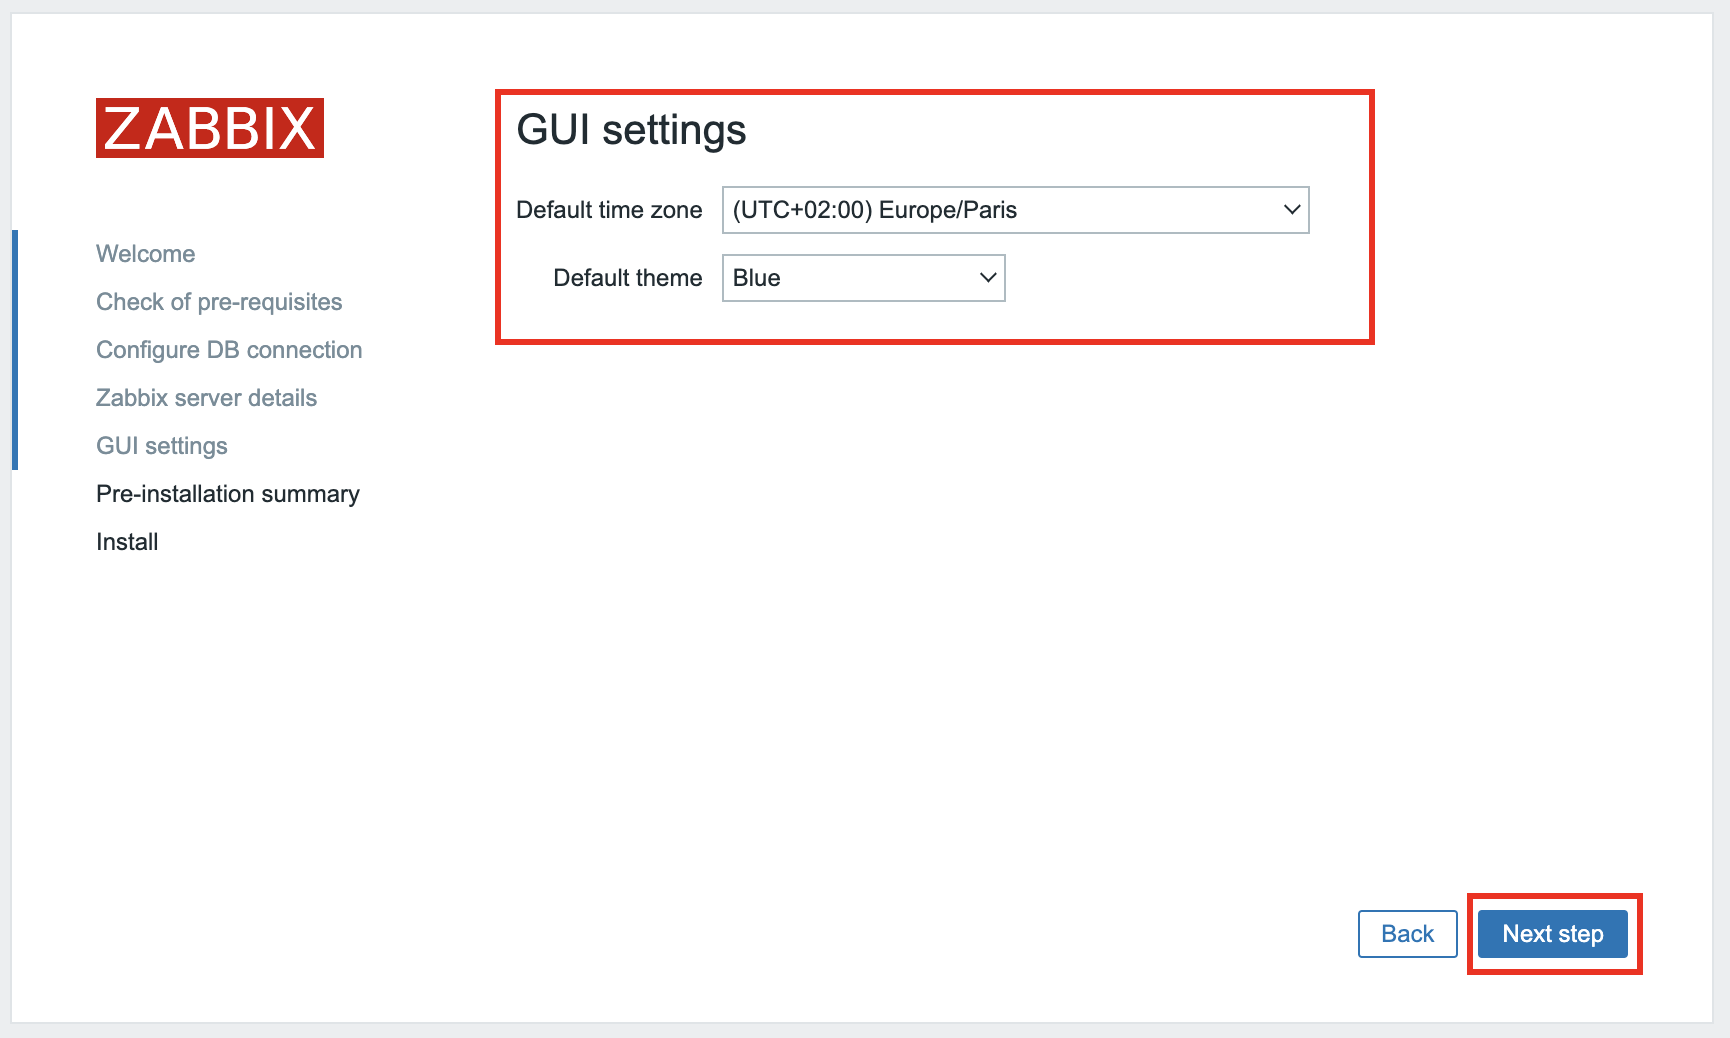 ZABBIX
Welcome
Check of pre-requisites
Configure DB connection
Zabbix server details
GUI settings
Pre-installation summary
Install
GUI settings
Default time zone (UTC+02:00) Europe/Paris
Default theme Blue
Back Next step